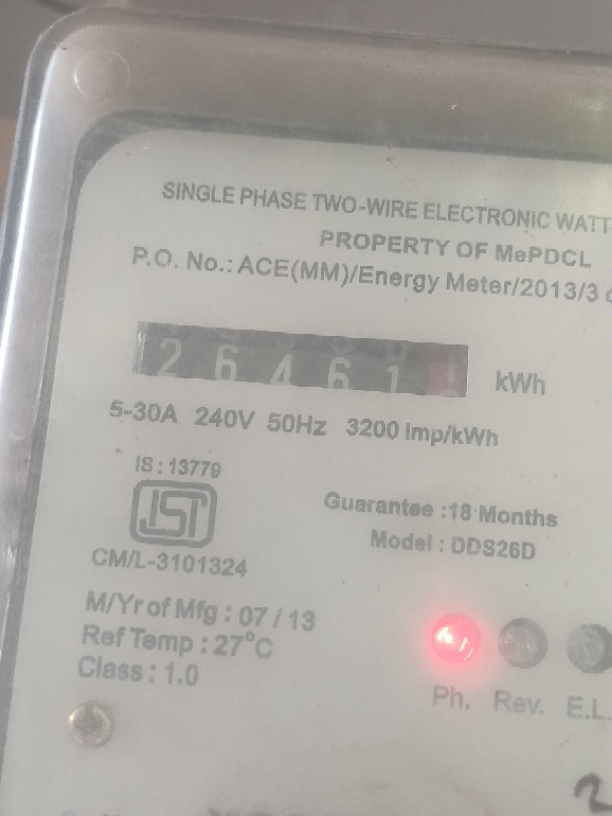 SINGLE PHASE TWO-WIRE ELECTRONIC WATT-
PROPERTY OF MePDCL
P.O. No.: ACE(MM)/Energy Meter/2013/3
26461
kWh
5-30A 240V 50Hz 3200 Imp/kWh
IS : 13779
ISI
CM/L-3101324
Guarantee :18 Months
Model : DDS26D
M/Yr of Mfg : 07 / 13
Ref Temp : 27°C
Class : 1.0
Ph. Rev. E.L.
2